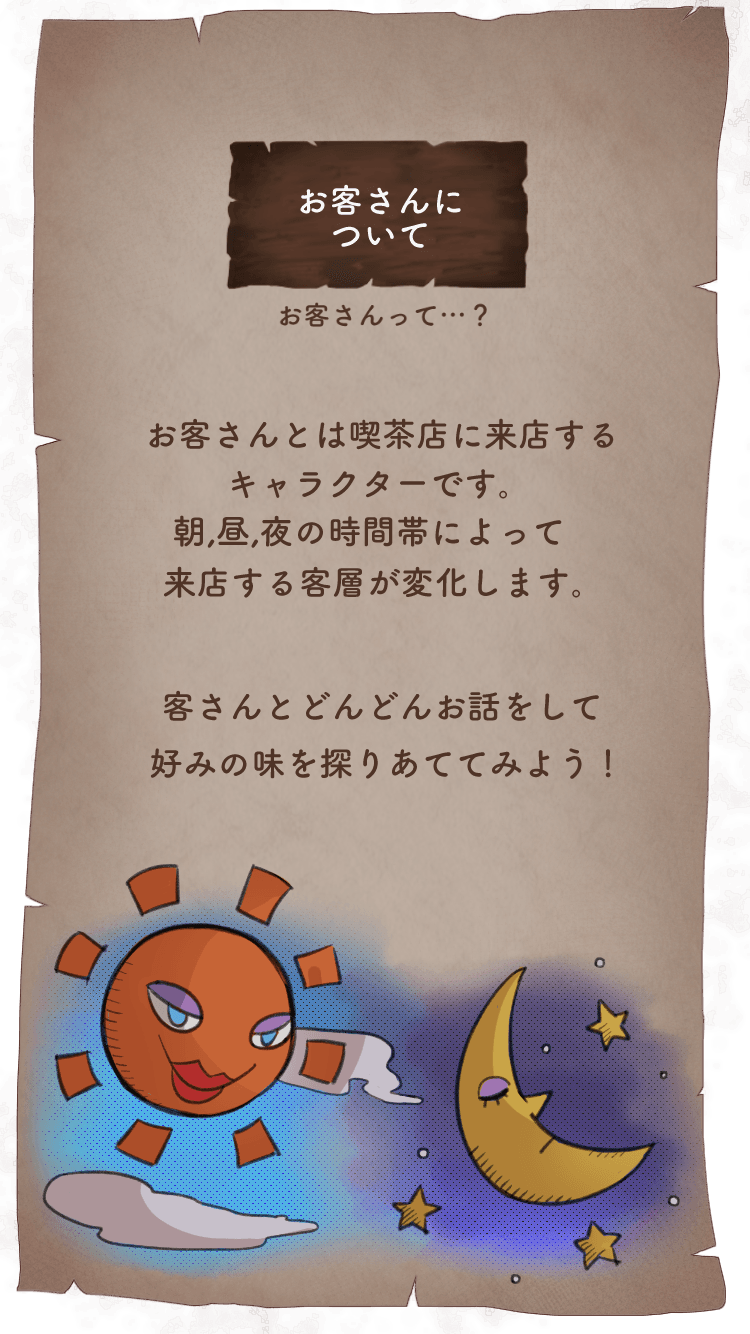 お客さんに
ついて
お客さんって…？
お客さんとは喫茶店に来店する
キャラクターです。
朝,昼,夜の時間帯によって
来店する客層が変化します。
客さんとどんどんお話をして
好みの味を探りあててみよう！